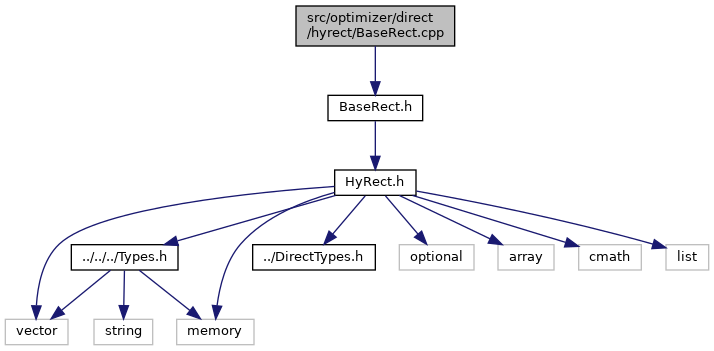 src/optimizer/direct
/hyrect/BaseRect.cpp
BaseRect.h
HyRect.h
../../../Types.h
../DirectTypes.h
optional
array
cmath
list
vector
string
memory